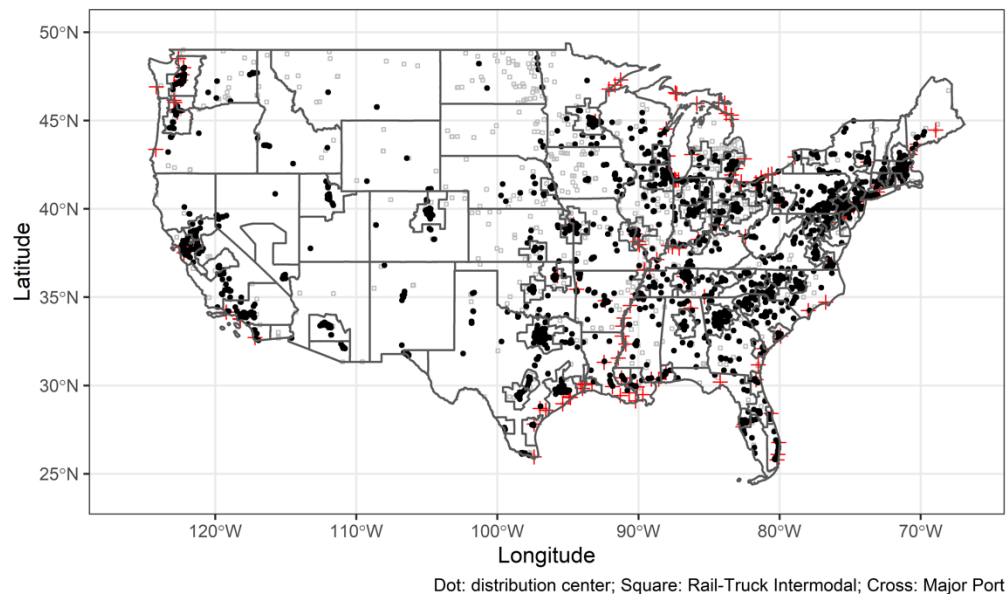 50°N
45°N
40°N
35°N
30°N
25°N
Latitude
120°W 110°W 100°W 90°W 80°W 70°W
Longitude
Dot: distribution center; Square: Rail-Truck Intermodal; Cross: Major Port